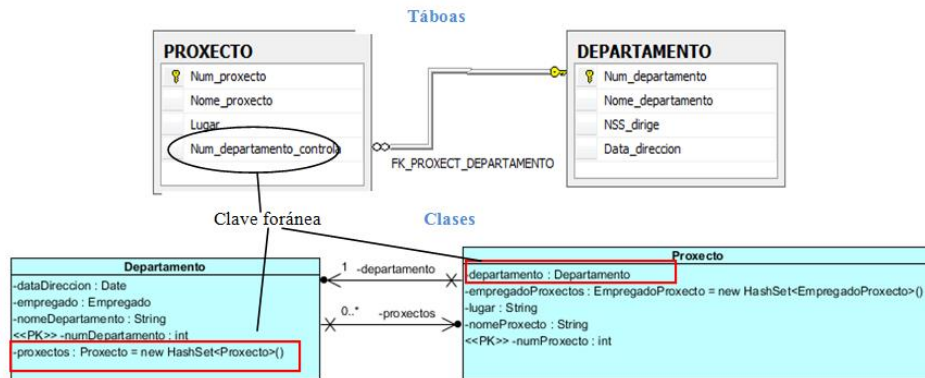 Táboas
PROXECTO
Num_proxecto
Nome_proxecto
Lugar
Num_departamento_controla
FK_PROXECT_DEPARTAMENTO
DEPARTAMENTO
Num_departamento
Nome_departamento
NSS_dirige
Data_direccion
Clave foránea
Clases
Departamento
-dataDireccion : Date
-empregado : Empregado
-nomeDepartamento : String
<<PK>> -numDepartamento : int
-proxectos : Proxecto = new HashSet<Proxecto>()
1 -departamento
0..* -proxectos
Proxecto
-departamento : Departamento
-empregadoProxectos : EmpregadoProxecto = new HashSet<EmpregadoProxecto>()
-lugar : String
-nomeProxecto : String
<<PK>> -numProxecto : int